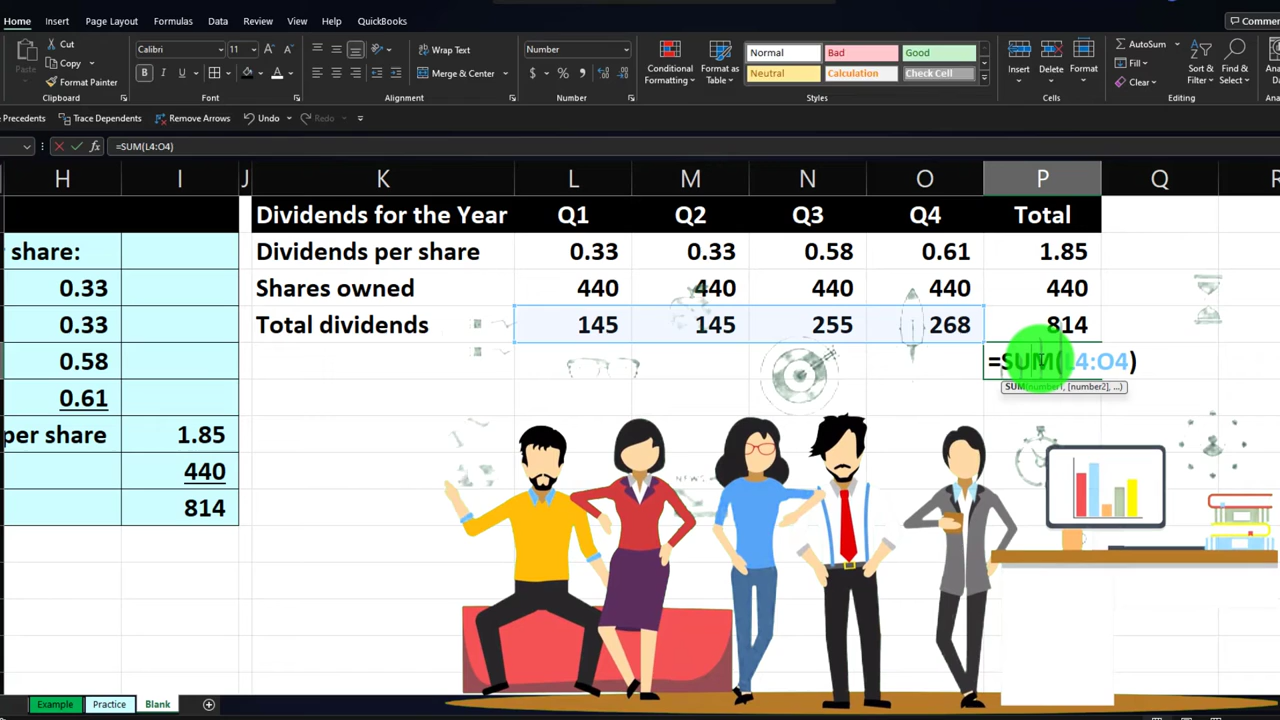 Home Insert Page Layout Formulas Data Review View Help QuickBooks
Cut
Calibri 11
Wrap Text
Number
Normal Bad Good
AutoSum
Paste
Copy
Fill
Format Painter
Merge & Center
Conditional Formatting
Format as Table
Neutral Calculation Check Cell
Insert Delete Format
Clear
Sort & Filter
Find & Select
Clipboard Font Alignment Number Styles Cells Editing
Precedents Trace Dependents Remove Arrows Undo Redo
=SUM(L4:O4)
H I J K L M N O P Q R
Dividends for the Year Q1 Q2 Q3 Q4 Total
share: Dividends per share 0.33 0.33 0.58 0.61 1.85
0.33 Shares owned 440 440 440 440 440
0.33 Total dividends 145 145 255 268 814
0.58 =SUM(L4:O4)
SUM(number1, [number2], ...)
0.61
per share 1.85
440
814
Example Practice Blank